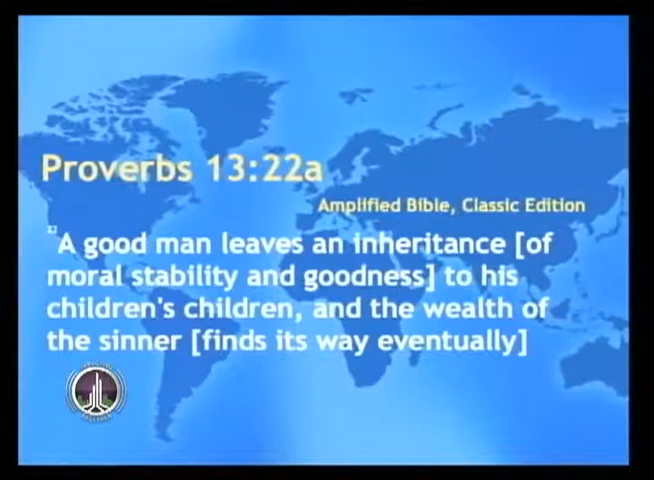 Proverbs 13:22a
Amplified Bible, Classic Edition
22 A good man leaves an inheritance [of
moral stability and goodness] to his
children's children, and the wealth of
the sinner [finds its way eventually]